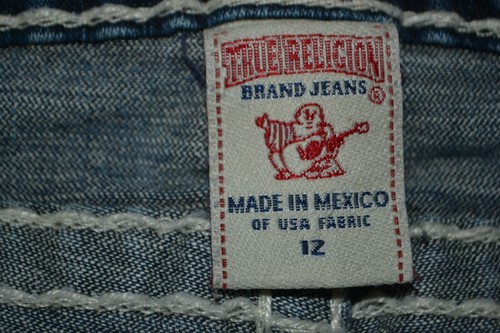 TRUE RELIGION
BRAND JEANS ®
MADE IN MEXICO
OF USA FABRIC
12